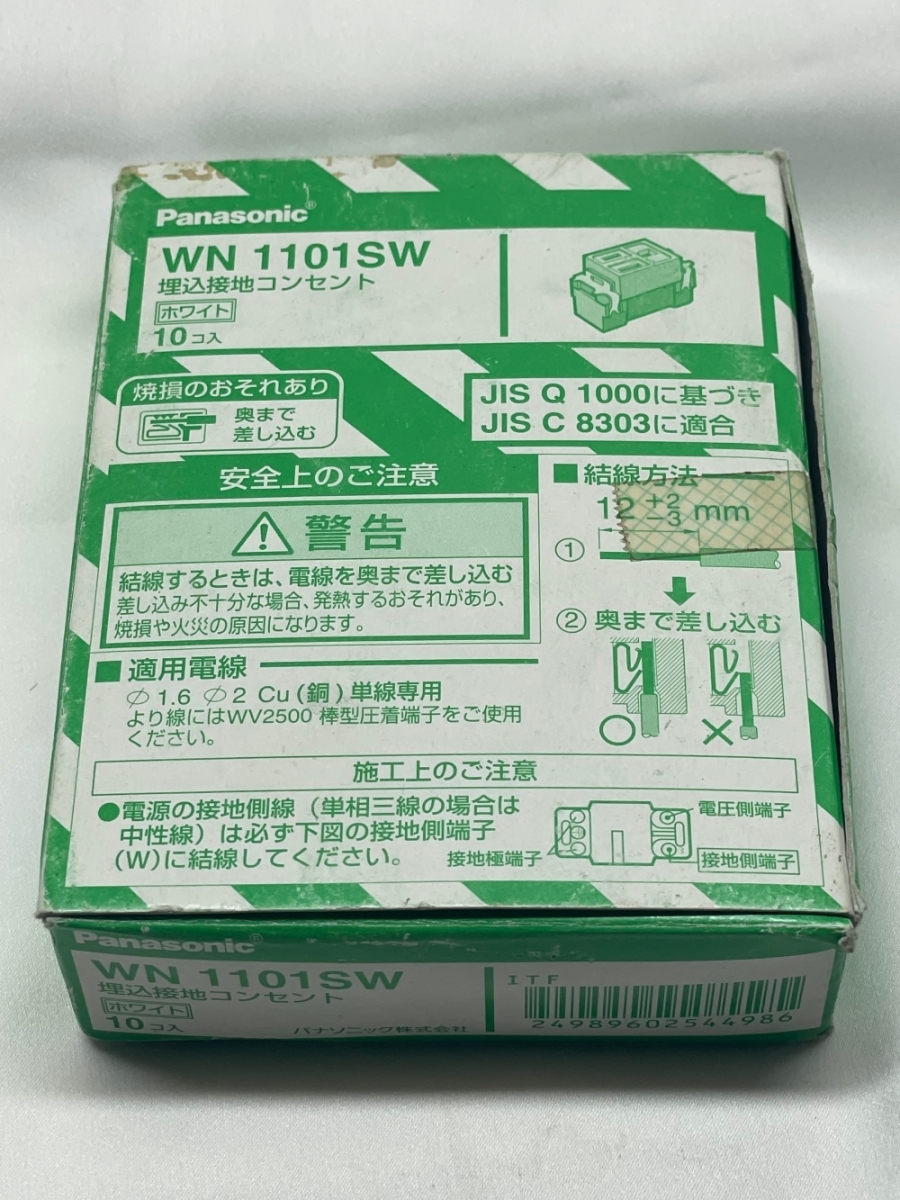 Panasonic®
WN 1101SW
埋込接地コンセント
ホワイト
10コ入
焼損のおそれあり
奥まで
差し込む
JIS Q 1000に基づき
JIS C 8303に適合
安全上のご注意
警告
結線するときは、電線を奥まで差し込む
差し込み不十分な場合、発熱するおそれがあり、
焼損や火災の原因になります。
■適用電線
φ1.6 φ2 Cu(銅)単線専用
より線にはWV2500 棒型圧着端子をご使用
ください。
■結線方法
12 +2 −3 mm
①
② 奥まで差し込む
施工上のご注意
●電源の接地側線(単相三線の場合は
中性線)は必ず下図の接地側端子
(W)に結線してください。
電圧側端子
接地極端子
接地側端子
Panasonic®
WN 1101SW
埋込接地コンセント
ホワイト
10コ入
パナソニック株式会社
ITF
24989602544986